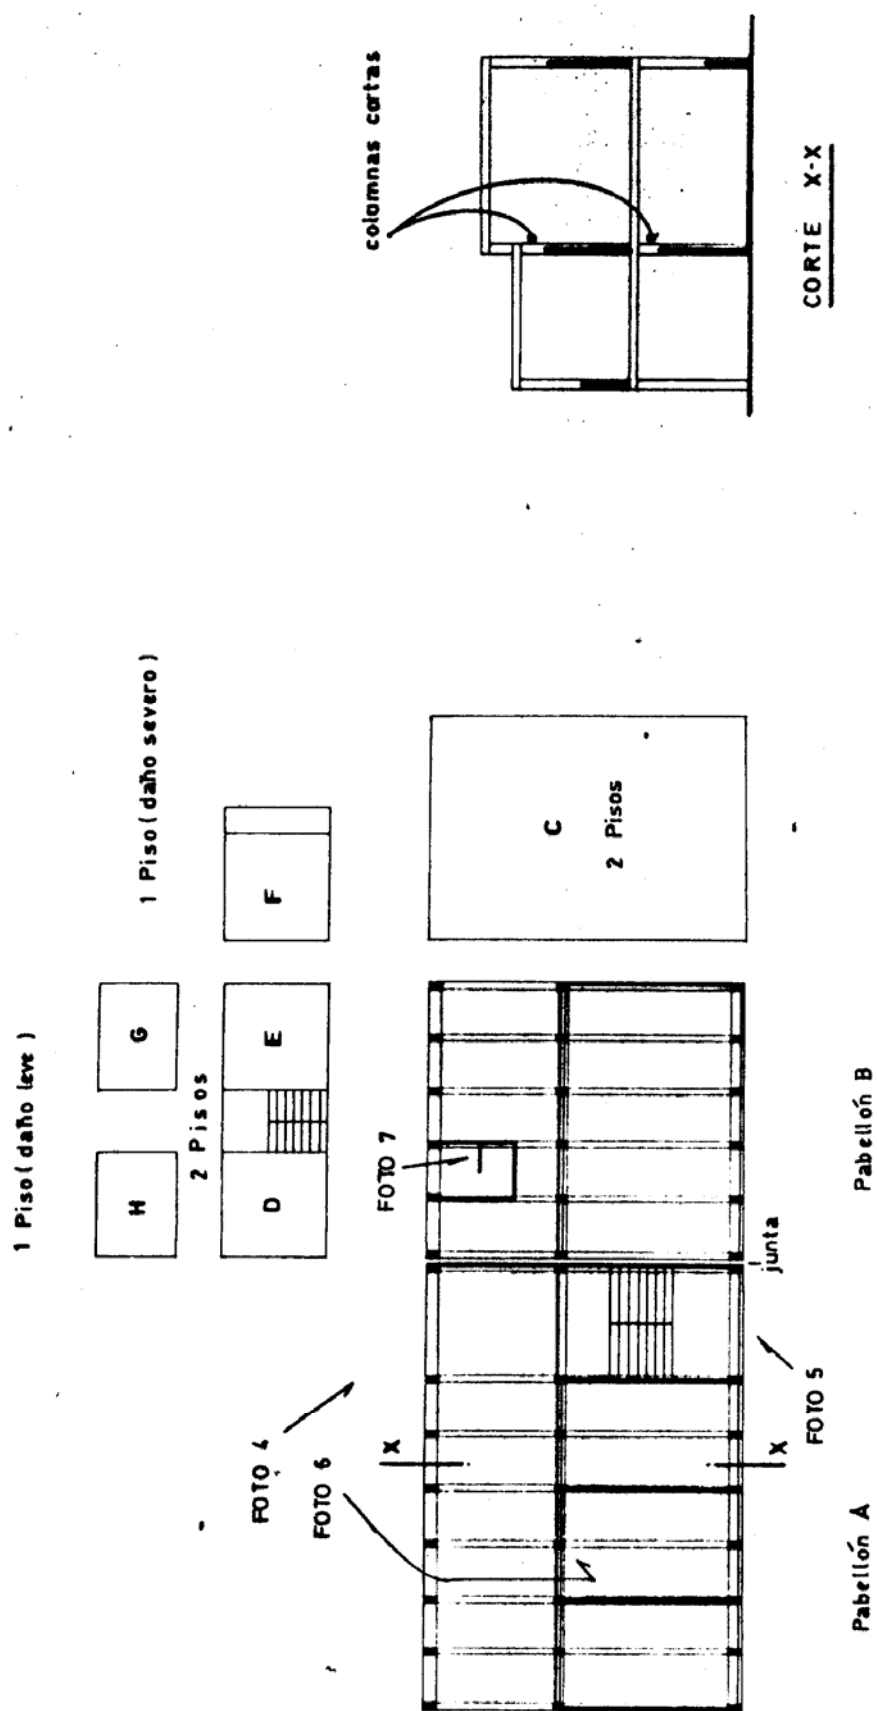 1 Piso ( daño leve )
H
G
2 Pisos
D
E
1 Piso ( daño severo )
F
C
2 Pisos
FOTO 4
FOTO 6
FOTO 7
X
X
FOTO 5
junta
Pabellón A
Pabellón B
columnas cortas
CORTE X-X